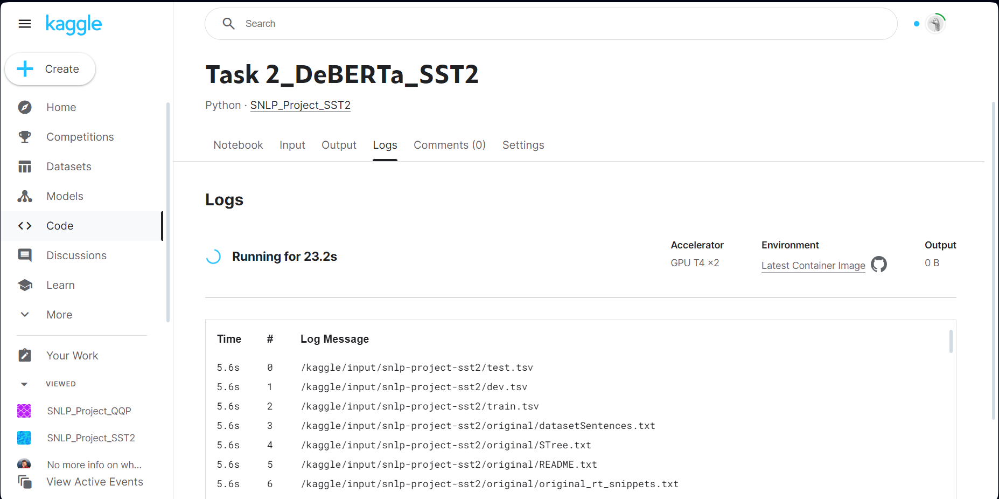 kaggle
Search
Create
Home
Competitions
Datasets
Models
Code
Discussions
Learn
More
Your Work
VIEWED
SNLP_Project_QQP
SNLP_Project_SST2
No more info on wh...
View Active Events
Task 2_DeBERTa_SST2
Python · SNLP_Project_SST2
Notebook Input Output Logs Comments (0) Settings
Logs
Running for 23.2s
Accelerator
GPU T4 ×2
Environment
Latest Container Image
Output
0 B
Time # Log Message
5.6s 0 /kaggle/input/snlp-project-sst2/test.tsv
5.6s 1 /kaggle/input/snlp-project-sst2/dev.tsv
5.6s 2 /kaggle/input/snlp-project-sst2/train.tsv
5.6s 3 /kaggle/input/snlp-project-sst2/original/datasetSentences.txt
5.6s 4 /kaggle/input/snlp-project-sst2/original/STree.txt
5.6s 5 /kaggle/input/snlp-project-sst2/original/README.txt
5.6s 6 /kaggle/input/snlp-project-sst2/original/original_rt_snippets.txt